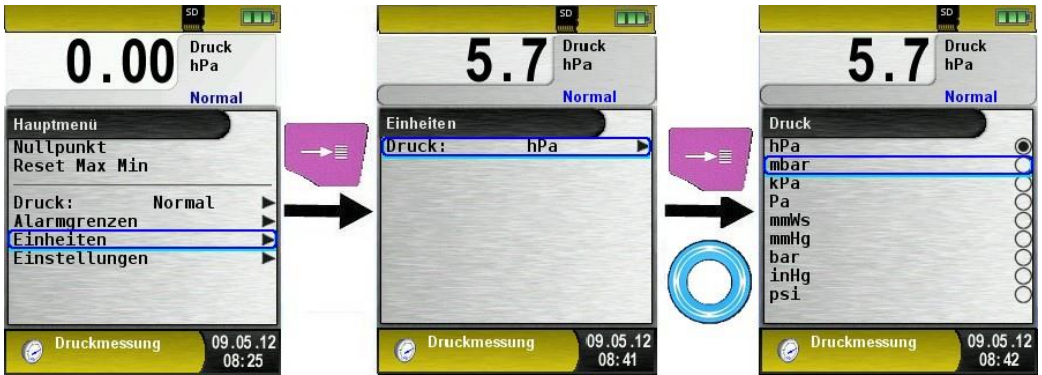 SD
0.00
Druck
hPa
Normal
Hauptmenü
Nullpunkt
Reset Max Min
Druck: Normal
Alarmgrenzen
Einheiten
Einstellungen
Druckmessung
09.05.12
08:25
SD
5.7
Druck
hPa
Normal
Einheiten
Druck: hPa
Druckmessung
09.05.12
08:41
SD
5.7
Druck
hPa
Normal
Druck
hPa
mbar
kPa
Pa
mmWs
mmHg
bar
inHg
psi
Druckmessung
09.05.12
08:42